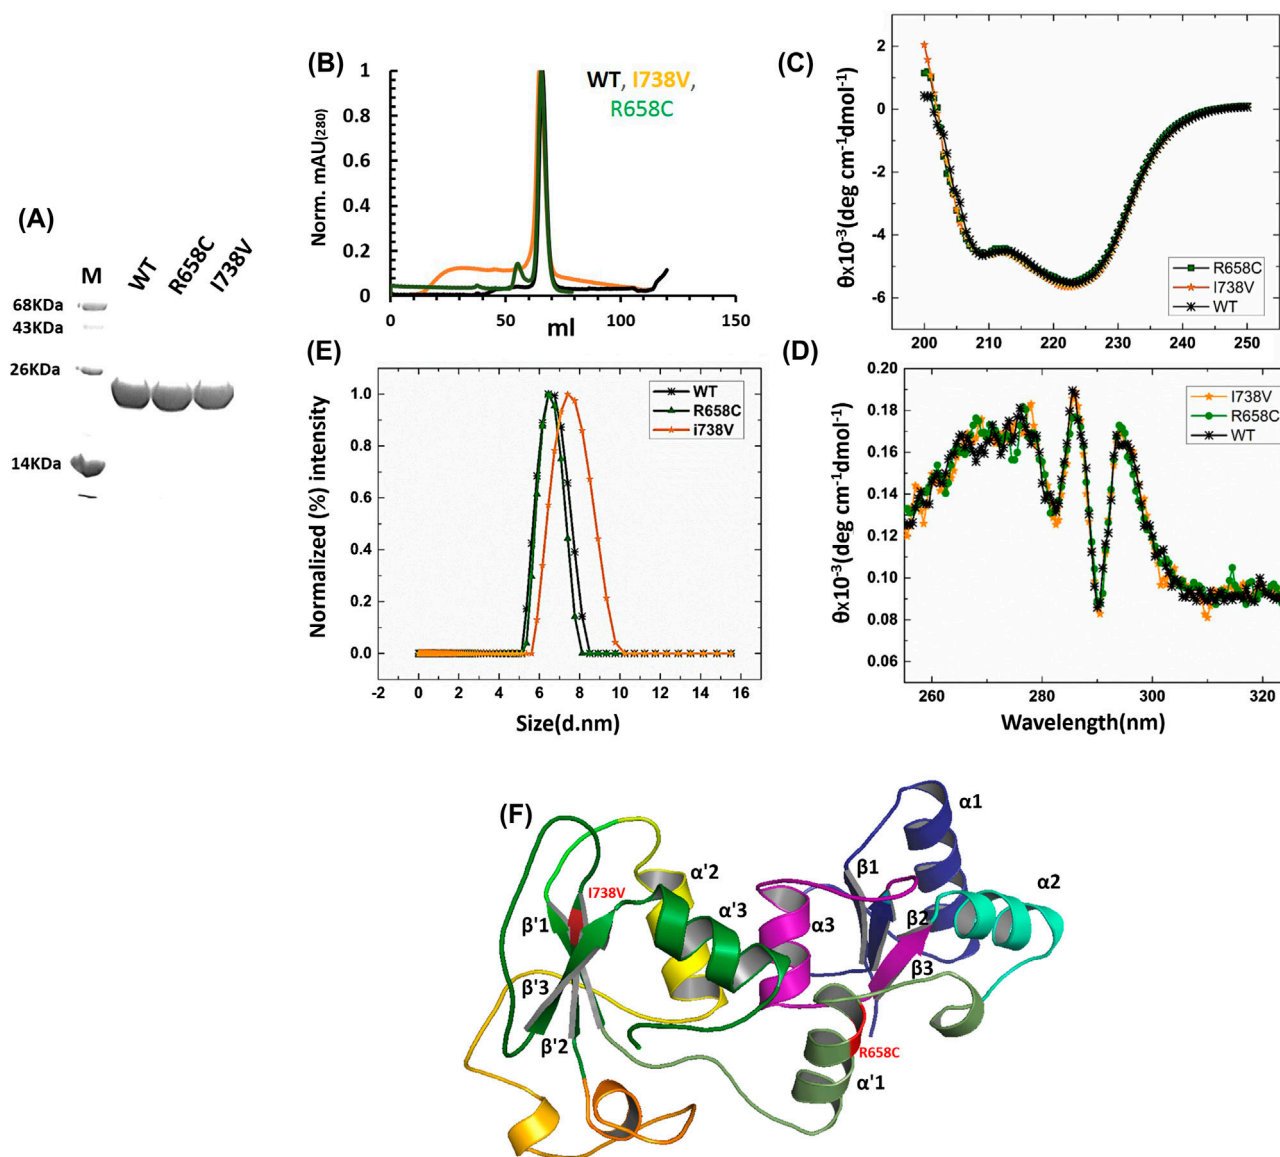 (A)
M
WT
R658C
I738V
68KDa
43KDa
26KDa
14KDa
(B)
WT, I738V,
R658C
Norm. mAU(280)
1
0.8
0.6
0.4
0.2
0
0
50
100
150
ml
(C)
θx10⁻³(deg cm⁻¹dmol⁻¹)
2
0
-2
-4
-6
R658C
I738V
WT
200
210
220
230
240
250
(E)
Normalized (%) intensity
1.0
0.8
0.6
0.4
0.2
0.0
WT
R658C
i738V
-2
0
2
4
6
8
10
12
14
16
Size(d.nm)
(D)
θx10⁻³(deg cm⁻¹dmol⁻¹)
0.20
0.18
0.16
0.14
0.12
0.10
0.08
0.06
I738V
R658C
WT
260
280
300
320
Wavelength(nm)
(F)
I738V
α'2
α'3
α3
β1
α1
β2
α2
β3
β'1
β'3
β'2
R658C
α'1